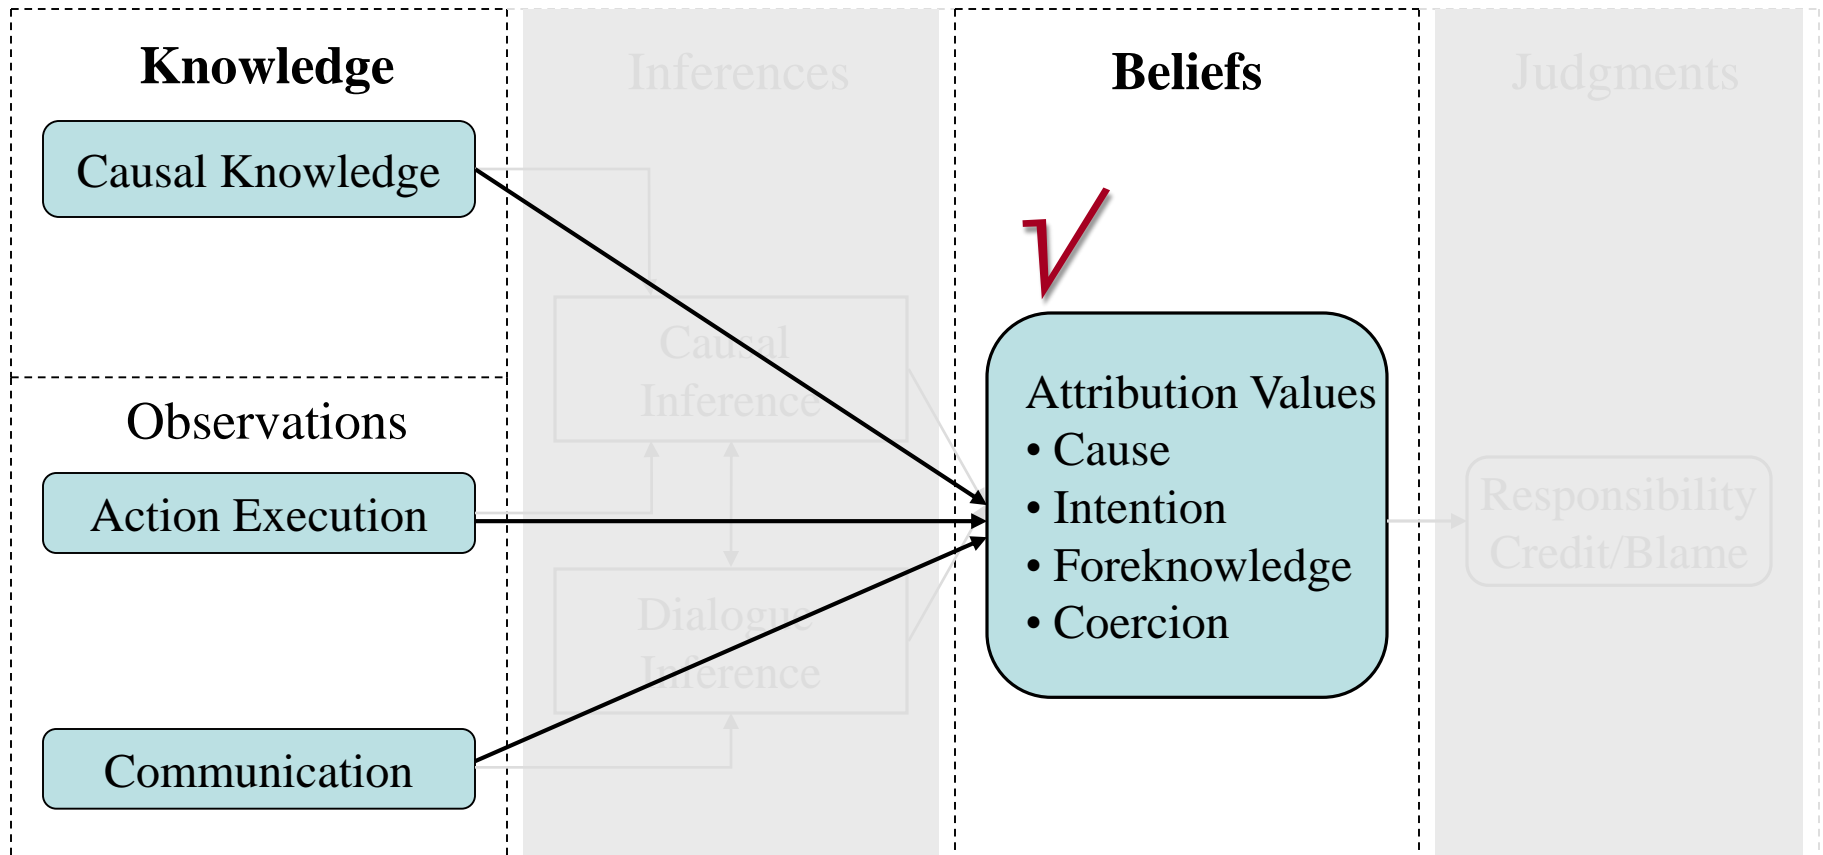 Knowledge
Causal Knowledge
Observations
Action Execution
Communication
Inferences
Causal
Inference
Dialogue
Inference
Beliefs
√
Attribution Values
• Cause
• Intention
• Foreknowledge
• Coercion
Judgments
Responsibility
Credit/Blame